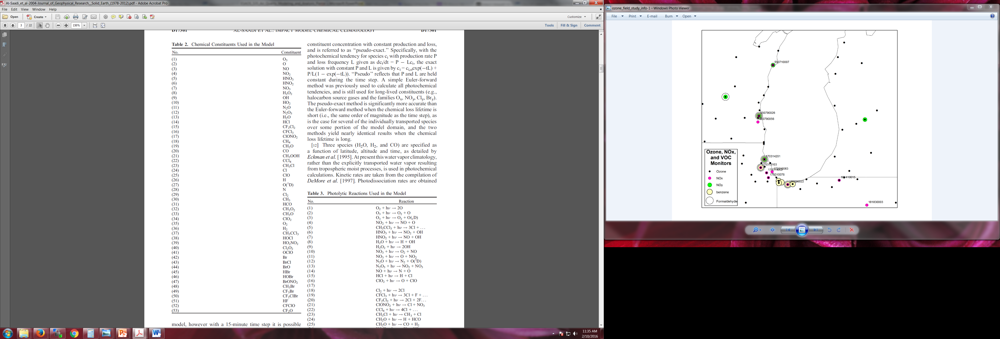 Al-Saadi_et_al-2004-Journal_of_Geophysical_Research__Solid_Earth_(1978-2012).pdf - Adobe Acrobat Pro
File Edit View Window Help
Open Create Customize
3 / 22 150% Tools Fill & Sign Comment
D17301 AL-SAADI ET AL.: IMPACT MODEL CHEMICAL CLIMATOLOGY D17301
Table 2. Chemical Constituents Used in the Model
No. Constituent
(1) O3
(2) O
(3) NO
(4) NO2
(5) HNO3
(6) HNO2
(7) NO3
(8) H2O2
(9) OH
(10) HO2
(11) N2O
(12) N2O5
(13) H2O
(14) HCl
(15) CF2Cl2
(16) CFCl3
(17) ClONO2
(18) CH4
(19) CH2O
(20) CO
(21) CH3OOH
(22) CCl4
(23) CH3Cl
(24) Cl
(25) ClO
(26) H
(27) O(1D)
(28) N
(29) Cl2
(30) CH3
(31) HCO
(32) CH3O2
(33) CH3O
(34) ClO2
(35) O2
(36) H2
(37) CH3CCl3
(38) HOCl
(39) HO2NO2
(40) Cl2O2
(41) OClO
(42) Br
(43) BrCl
(44) BrO
(45) HBr
(46) HOBr
(47) BrONO2
(48) CH3Br
(49) CF3Br
(50) CF2ClBr
(51) HF
(52) CFClO
(53) CF2O
model, however with a 15-minute time step it is possible
constituent concentration with constant production and loss,
and is referred to as “pseudo-exact.” Specifically, with the
photochemical tendency for species ci with production rate P
and loss frequency L given as dci/dt = P − Lci, the exact
solution with constant P and L is given by ci = ci,oexp(−tL) +
P/L(1 − exp(−tL)). “Pseudo” reflects that P and L are held
constant during the time step. A simple Euler-forward
method was previously used to calculate all photochemical
tendencies, and is still used for long-lived constituents (e.g.,
halocarbon source gases and the families Ox, NOy, Cly, Bry).
The pseudo-exact method is significantly more accurate than
the Euler-forward method when the chemical loss lifetime is
short (i.e., the same order of magnitude as the time step), as
is the case for several of the individually transported species
over some portion of the model domain, and the two
methods yield nearly identical results when the chemical
loss lifetime is long.
[12] Three species (H2O, H2, and CO) are specified as
a function of latitude, altitude and time, as detailed by
Eckman et al. [1995]. At present this water vapor climatology,
rather than the explicitly transported water vapor resulting
from tropospheric moist processes, is used in photochemical
calculations. Kinetic rates are taken from the compilation of
DeMore et al. [1997]. Photodissociation rates are obtained
Table 3. Photolytic Reactions Used in the Model
No. Reaction
(1) O2 + hν → 2O
(2) O3 + hν → O2 + O
(3) O3 + hν → O2 + O(1D)
(4) NO2 + hν → NO + O
(5) CH3CCl3 + hν → 3Cl + ...
(6) HNO3 + hν → NO2 + OH
(7) HNO2 + hν → NO + OH
(8) H2O + hν → H + OH
(9) H2O2 + hν → 2OH
(10) NO3 + hν → O2 + NO
(11) NO3 + hν → O + NO2
(12) N2O + hν → N2 + O(1D)
(13) N2O5 + hν → NO2 + NO3
(14) NO + hν → N + O
(15) HCl + hν → H + Cl
(16) ClO2 + hν → O + ClO
(17)
(18) Cl2 + hν → 2Cl
(19) CFCl3 + hν → 3Cl + F + ...
(20) CF2Cl2 + hν → 2Cl + 2F...
(21) ClONO2 + hν → Cl + NO3
(22) CCl4 + hν → 4Cl + ...
(23) CH3Cl + hν → CH3 + Cl
(24) CH2O + hν → H + HCO
(25) CH2O + hν → CO + H2
11:35 AM
2/10/2016
ozone_field_study_info-1 - Windows Photo Viewer
File Print E-mail Burn Open
550710007
550790026
550790056
170314201
170313103
170310063
170314002
170310076
180890022
181410015
181830003
Ozone, NOx,
and VOC
Monitors
Ozone
NOx
NOy
benzene
Formaldehyde